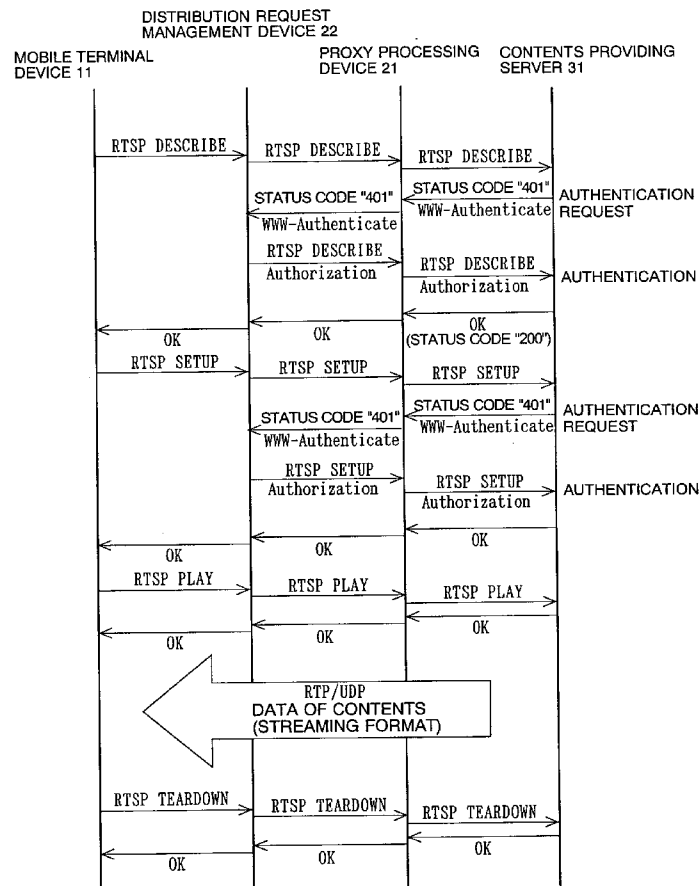 DISTRIBUTION REQUEST
MANAGEMENT DEVICE 22
MOBILE TERMINAL
DEVICE 11
PROXY PROCESSING
DEVICE 21
CONTENTS PROVIDING
SERVER 31
RTSP DESCRIBE
RTSP DESCRIBE
RTSP DESCRIBE
STATUS CODE "401"
WWW-Authenticate
AUTHENTICATION
REQUEST
STATUS CODE "401"
WWW-Authenticate
RTSP DESCRIBE
Authorization
RTSP DESCRIBE
Authorization
AUTHENTICATION
OK
(STATUS CODE "200")
OK
OK
RTSP SETUP
RTSP SETUP
RTSP SETUP
STATUS CODE "401"
WWW-Authenticate
AUTHENTICATION
REQUEST
STATUS CODE "401"
WWW-Authenticate
RTSP SETUP
Authorization
RTSP SETUP
Authorization
AUTHENTICATION
OK
OK
OK
RTSP PLAY
RTSP PLAY
RTSP PLAY
OK
OK
OK
RTP/UDP
DATA OF CONTENTS
(STREAMING FORMAT)
RTSP TEARDOWN
RTSP TEARDOWN
RTSP TEARDOWN
OK
OK
OK